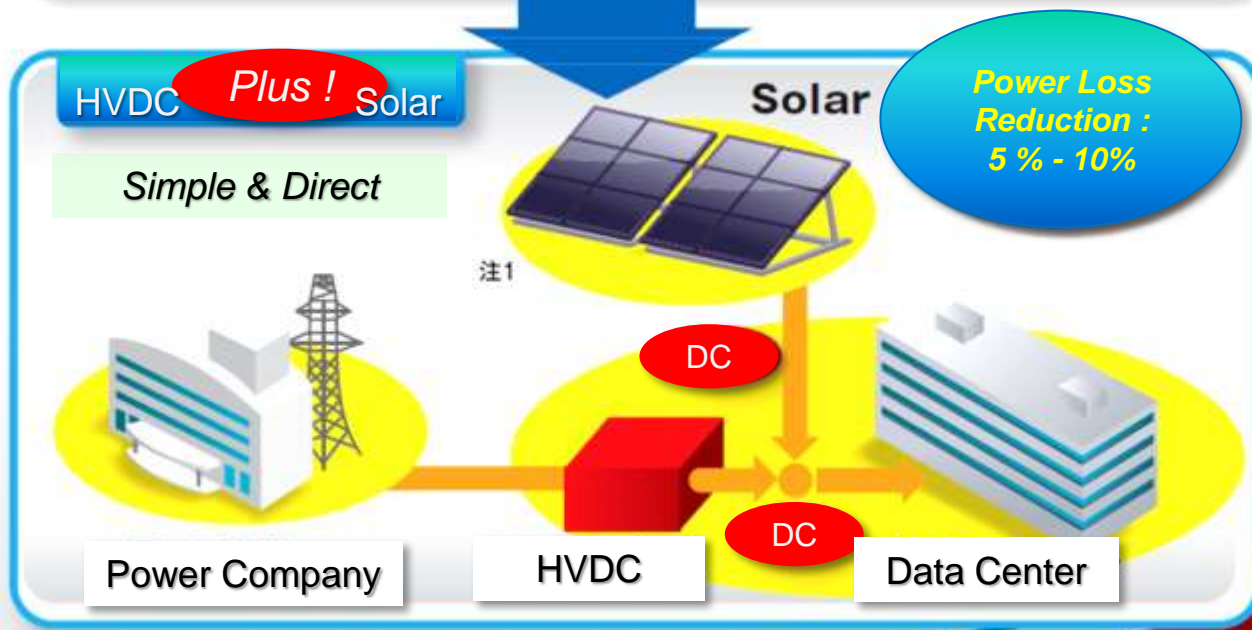 HVDC Plus ! Solar
Simple & Direct
Solar
Power Loss
Reduction :
5 % - 10%
注1
DC
DC
Power Company
HVDC
Data Center